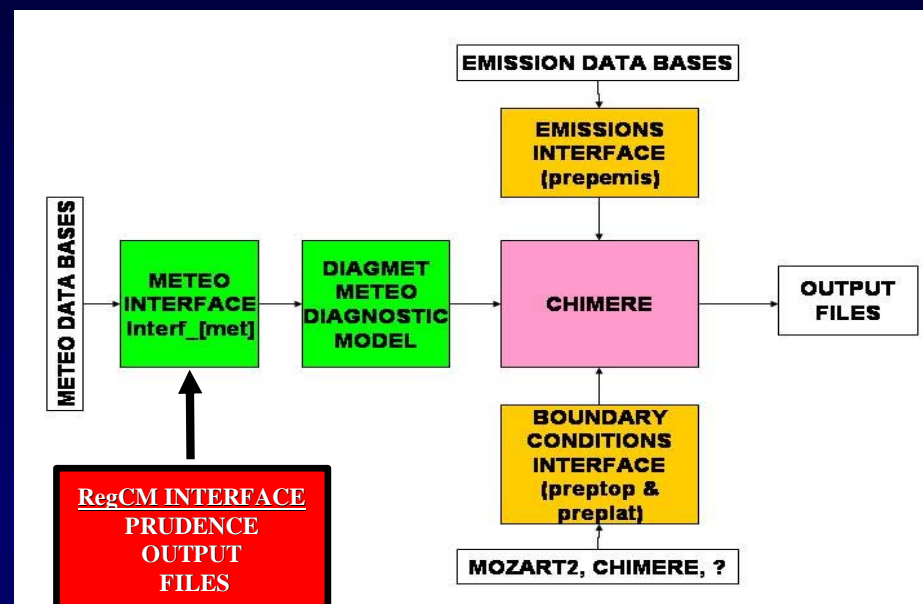 EMISSION DATA BASES
EMISSIONS
INTERFACE
(prepemis)
METEO DATA BASES
METEO
INTERFACE
Interf_[met]
DIAGMET
METEO
DIAGNOSTIC
MODEL
CHIMERE
OUTPUT
FILES
BOUNDARY
CONDITIONS
INTERFACE
(preptop &
preplat)
MOZART2, CHIMERE, ?
RegCM INTERFACE
PRUDENCE
OUTPUT
FILES